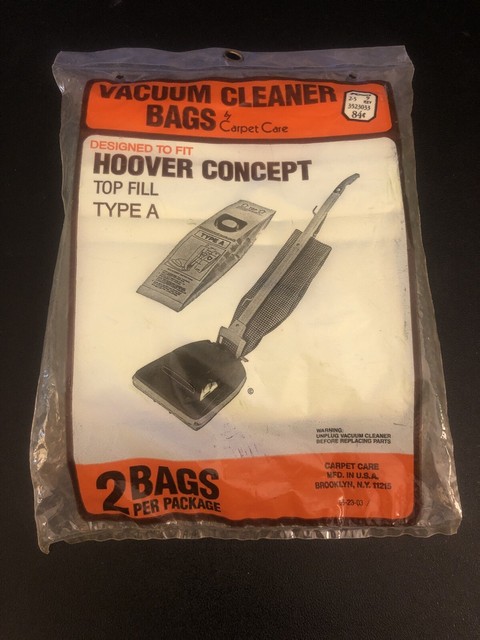 VACUUM CLEANER
BAGS by Carpet Care
3523033
84¢
DESIGNED TO FIT
HOOVER CONCEPT
TOP FILL
TYPE A
TYPE A
®
WARNING:
UNPLUG VACUUM CLEANER
BEFORE REPLACING PARTS
2 BAGS
PER PACKAGE
CARPET CARE
MFD. IN U.S.A.
BROOKLYN, N.Y. 11215